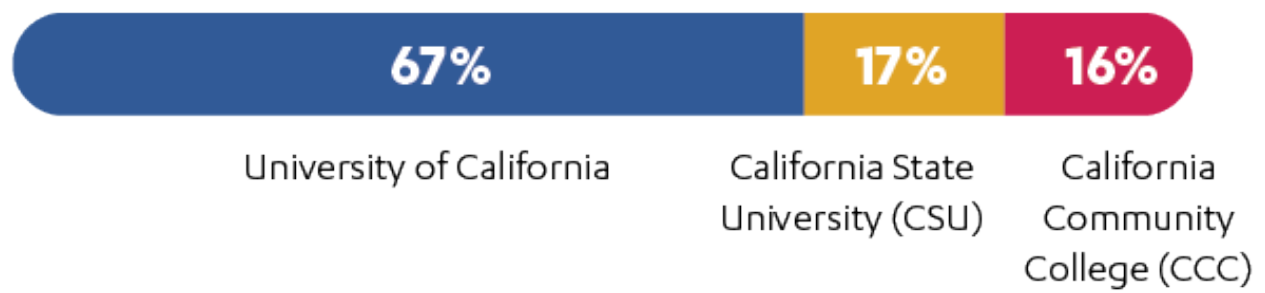 67% 17% 16%
University of California
California State
University (CSU)
California
Community
College (CCC)